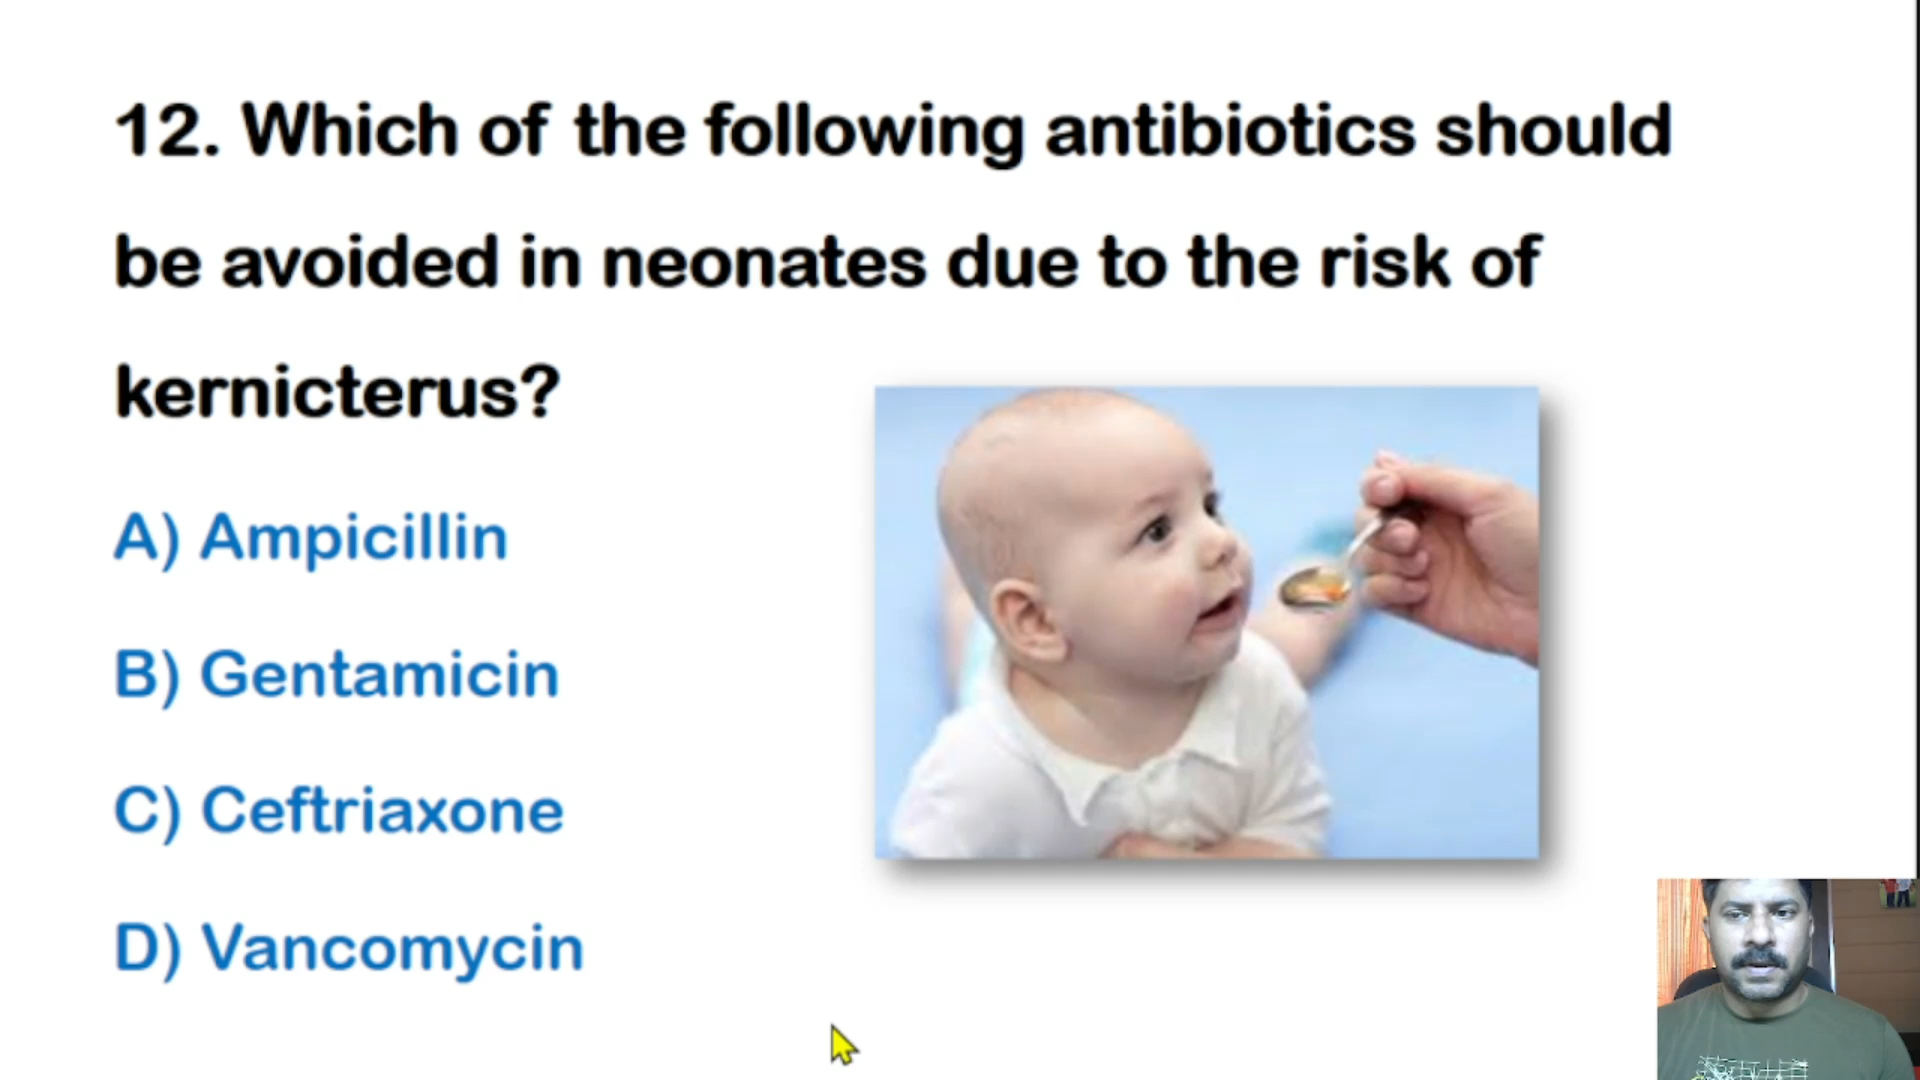 12. Which of the following antibiotics should
be avoided in neonates due to the risk of
kernicterus?
A) Ampicillin
B) Gentamicin
C) Ceftriaxone
D) Vancomycin